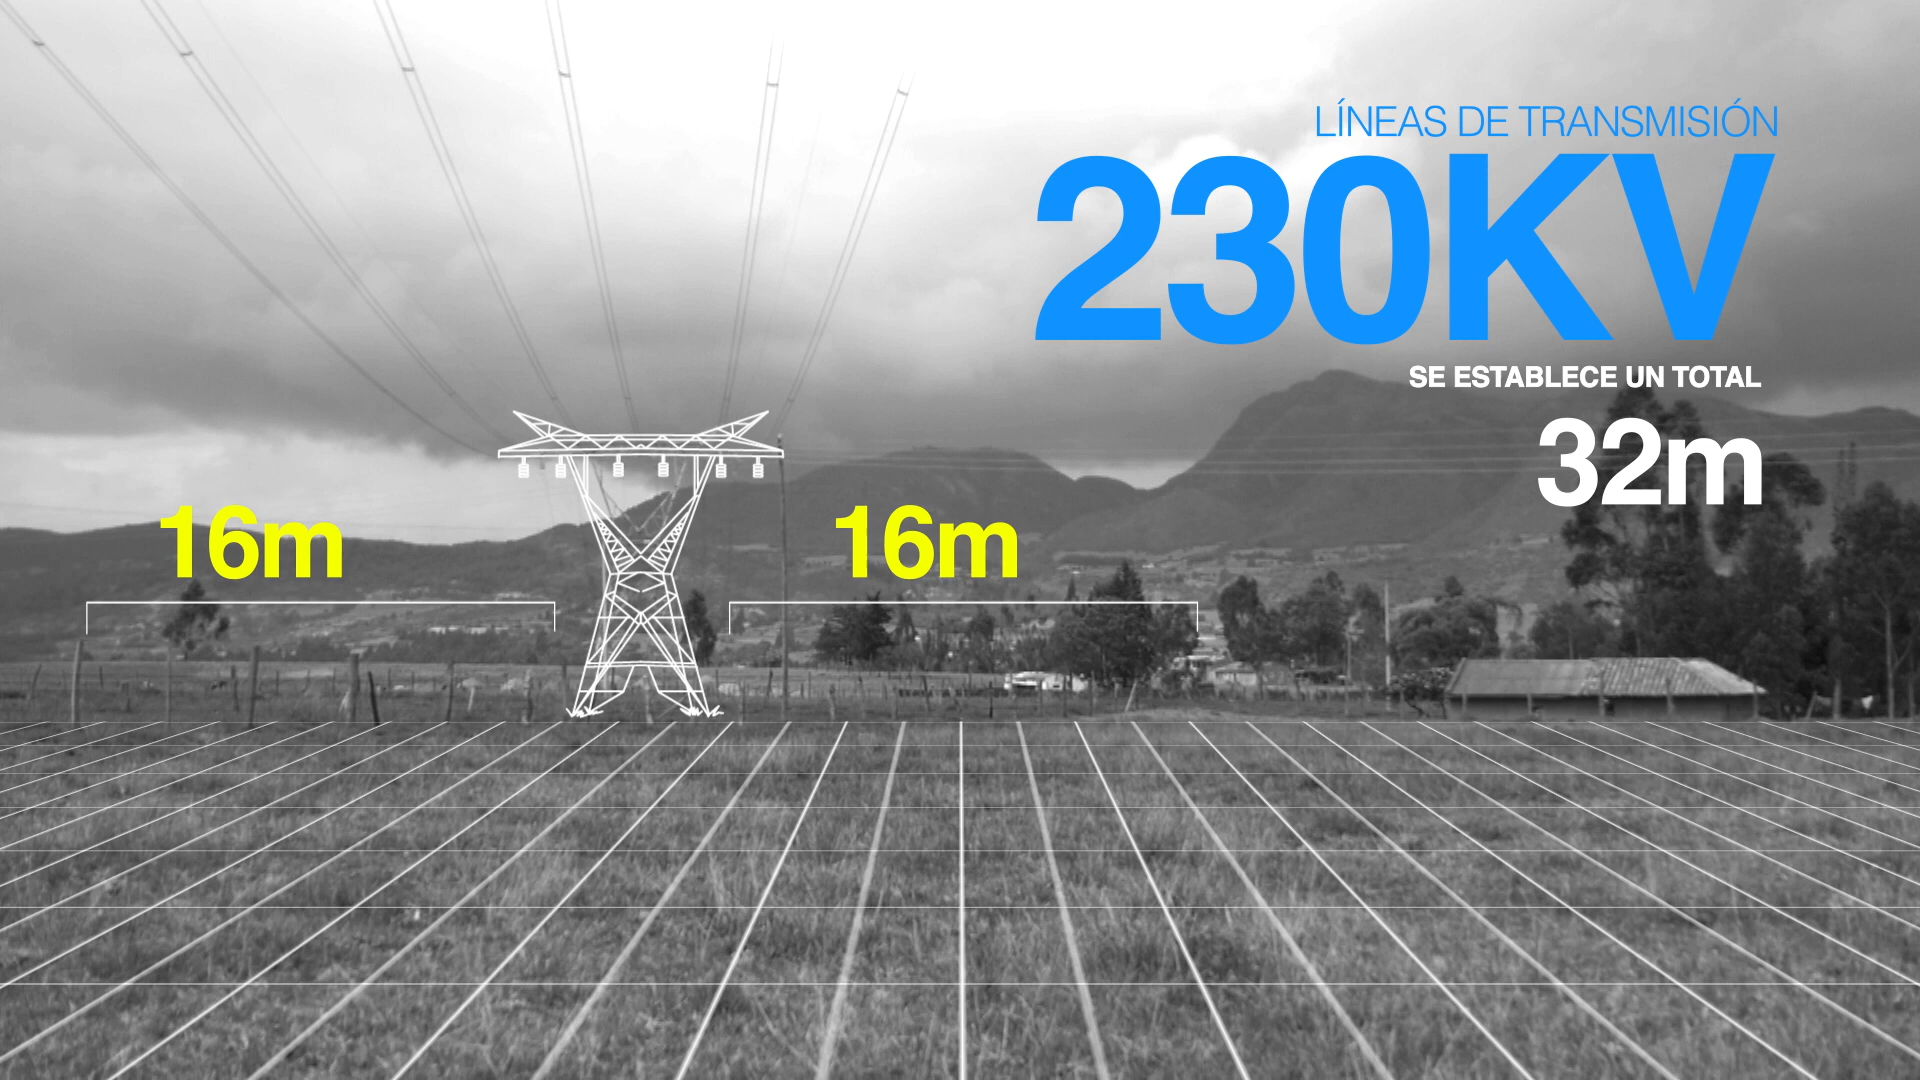 LÍNEAS DE TRANSMISIÓN
230KV
SE ESTABLECE UN TOTAL
32m
16m
16m